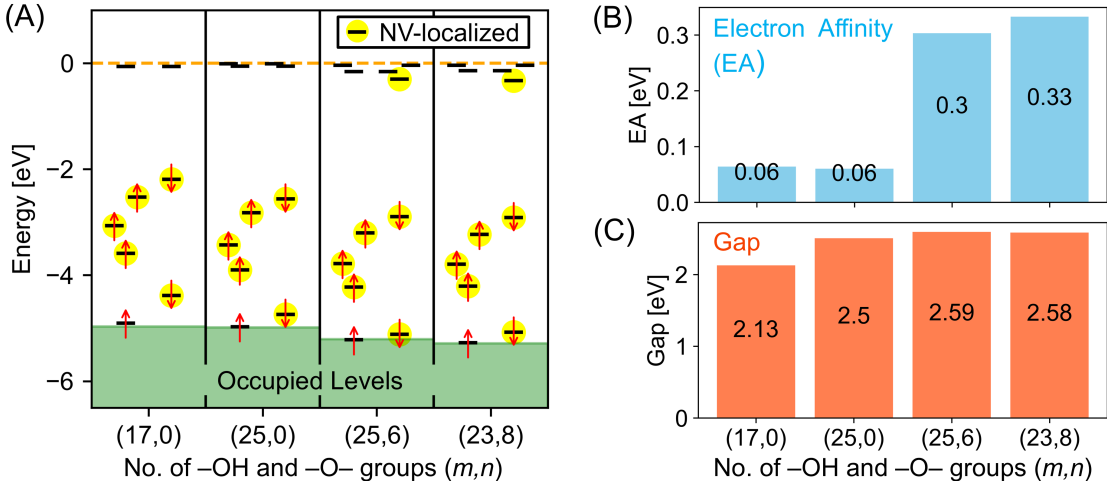 (A)
NV-localized
0
−2
−4
−6
Energy [eV]
Occupied Levels
(17,0) (25,0) (25,6) (23,8)
No. of –OH and –O– groups (m,n)
(B)
Electron Affinity
(EA)
0.3
0.2
0.1
0.0
EA [eV]
0.06 0.06 0.3 0.33
(C)
Gap
2
1
0
Gap [eV]
2.13 2.5 2.59 2.58
(17,0) (25,0) (25,6) (23,8)
No. of –OH and –O– groups (m,n)